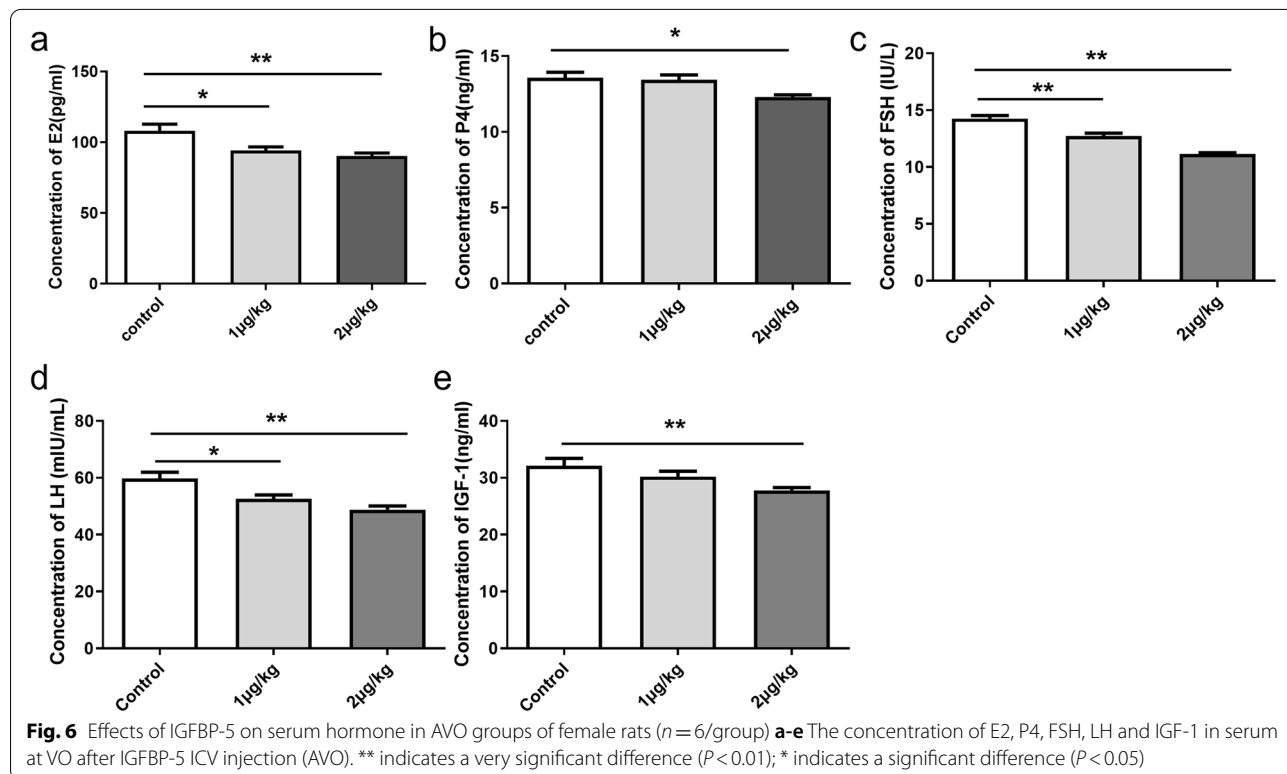 a
**
*
Concentration of E2(pg/ml)
150
100
50
0
control
1μg/kg
2μg/kg
b
*
Concentration of P4(ng/ml)
15
10
5
0
control
1μg/kg
2μg/kg
c
**
**
Concentration of FSH (IU/L)
20
15
10
5
0
Control
1μg/kg
2μg/kg
d
**
*
Concentration of LH (mIU/mL)
80
60
40
20
0
Control
1μg/kg
2μg/kg
e
**
Concentration of IGF-1(ng/ml)
40
30
20
10
0
Control
1μg/kg
2μg/kg
Fig. 6 Effects of IGFBP-5 on serum hormone in AVO groups of female rats (n = 6/group) a-e The concentration of E2, P4, FSH, LH and IGF-1 in serum
at VO after IGFBP-5 ICV injection (AVO). ** indicates a very significant difference (P < 0.01); * indicates a significant difference (P < 0.05)